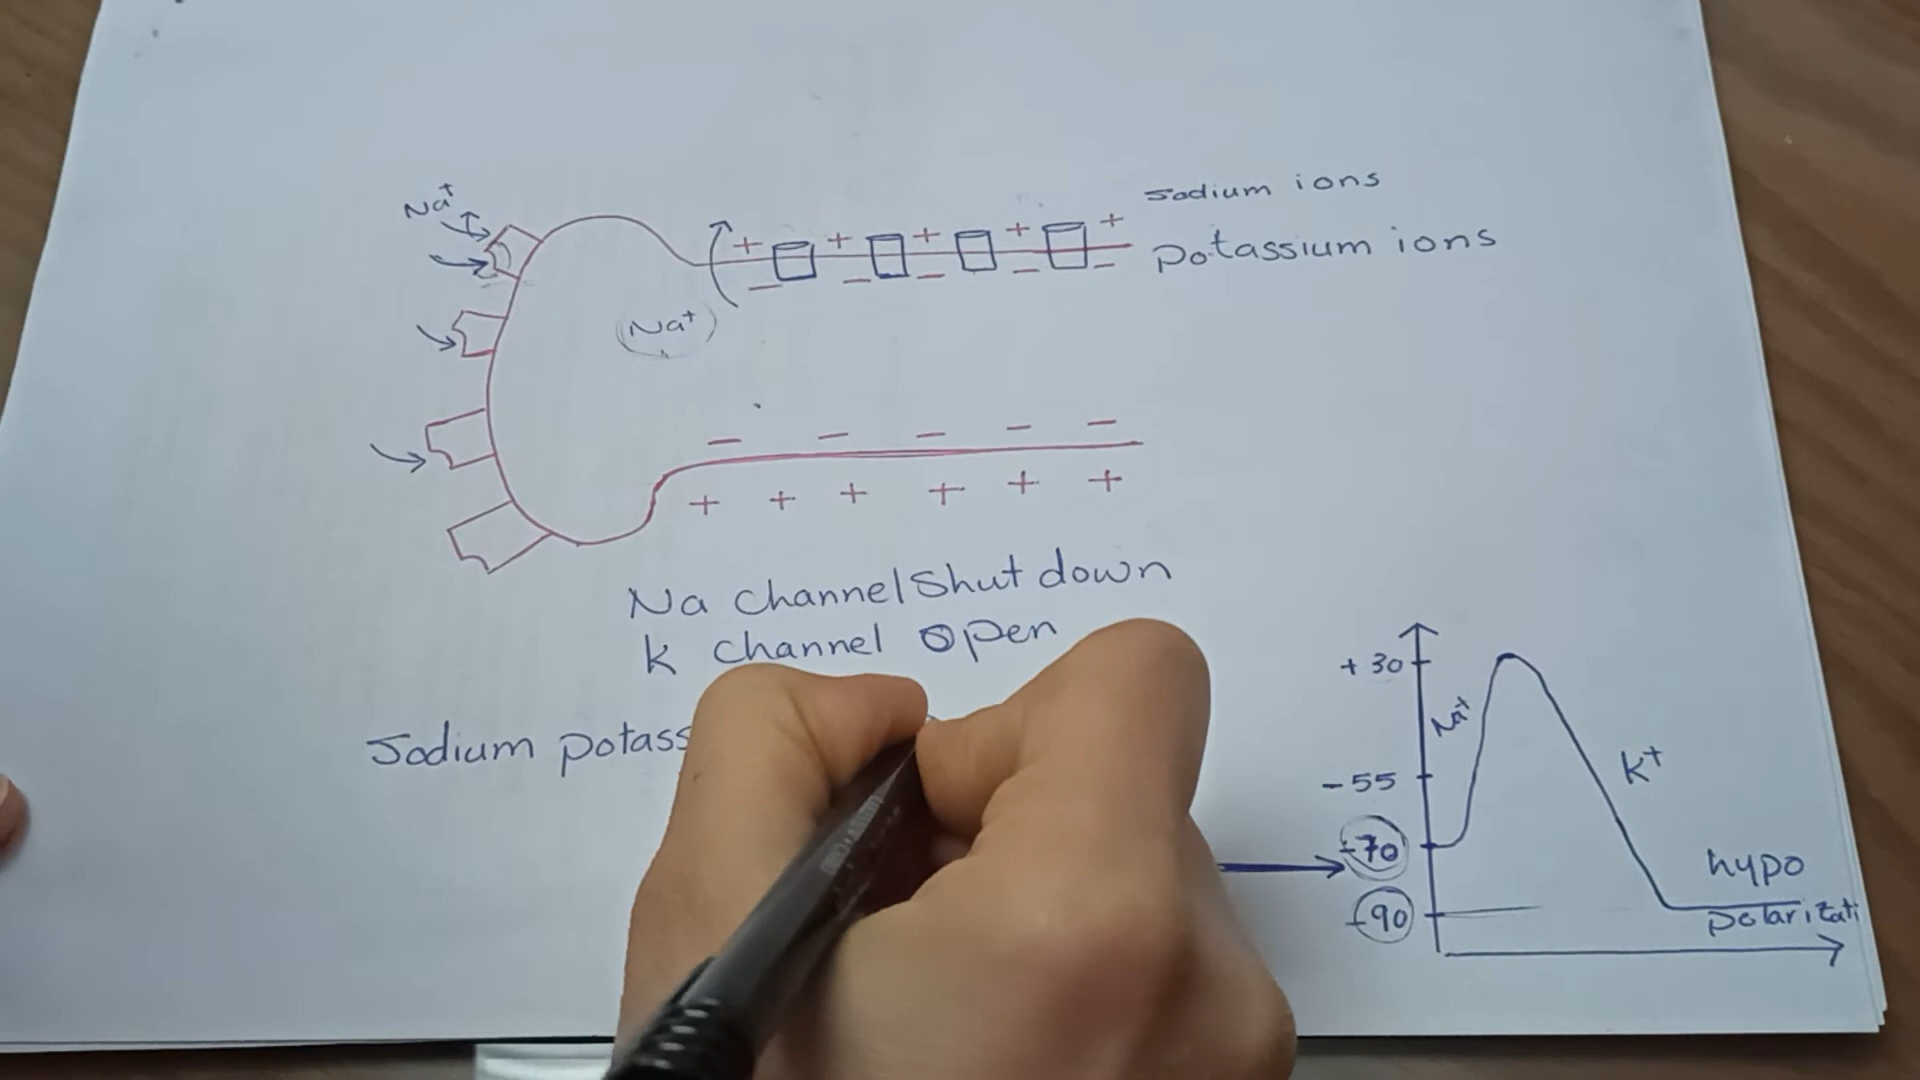 Na+
Sodium ions
+ + + + +
Potassium ions
− − − − −
Na+
− − − − −
+ + + + + +
Na channel Shut down
k channel open
Sodium potass
+30
Na+
k+
-55
-70
hypo
-90
polarizati